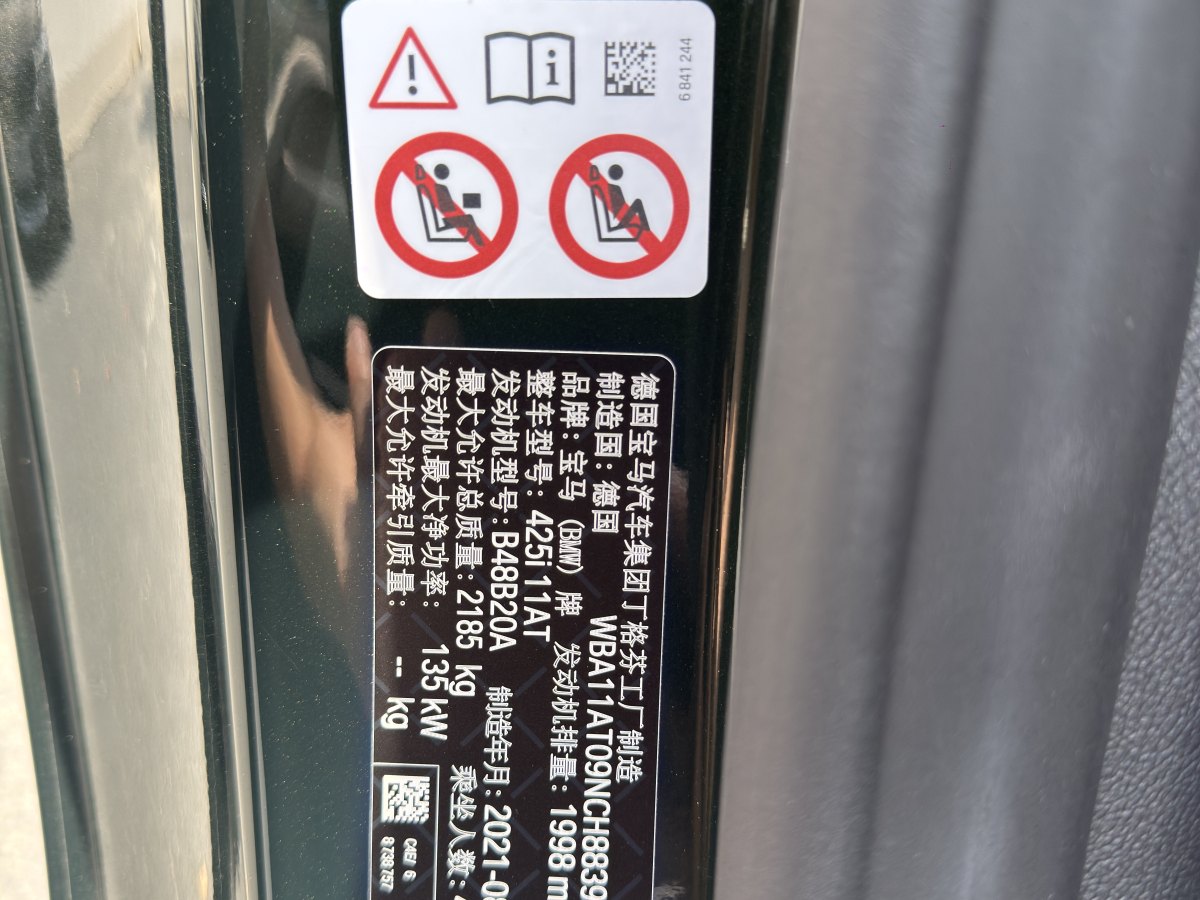 6 841 244
德国宝马汽车集团丁格芬工厂制造
制造国：德国 WBA11AT09NCH8839
品牌：宝马 (BMW) 牌 发动机排量：1998 m
整车型号：425i 11AT
发动机型号：B48B20A 制造年月：2021-0
最大允许总质量：2185 kg 乘坐人数：
发动机最大净功率：135 kW
最大允许牵引质量：-- kg
8739757